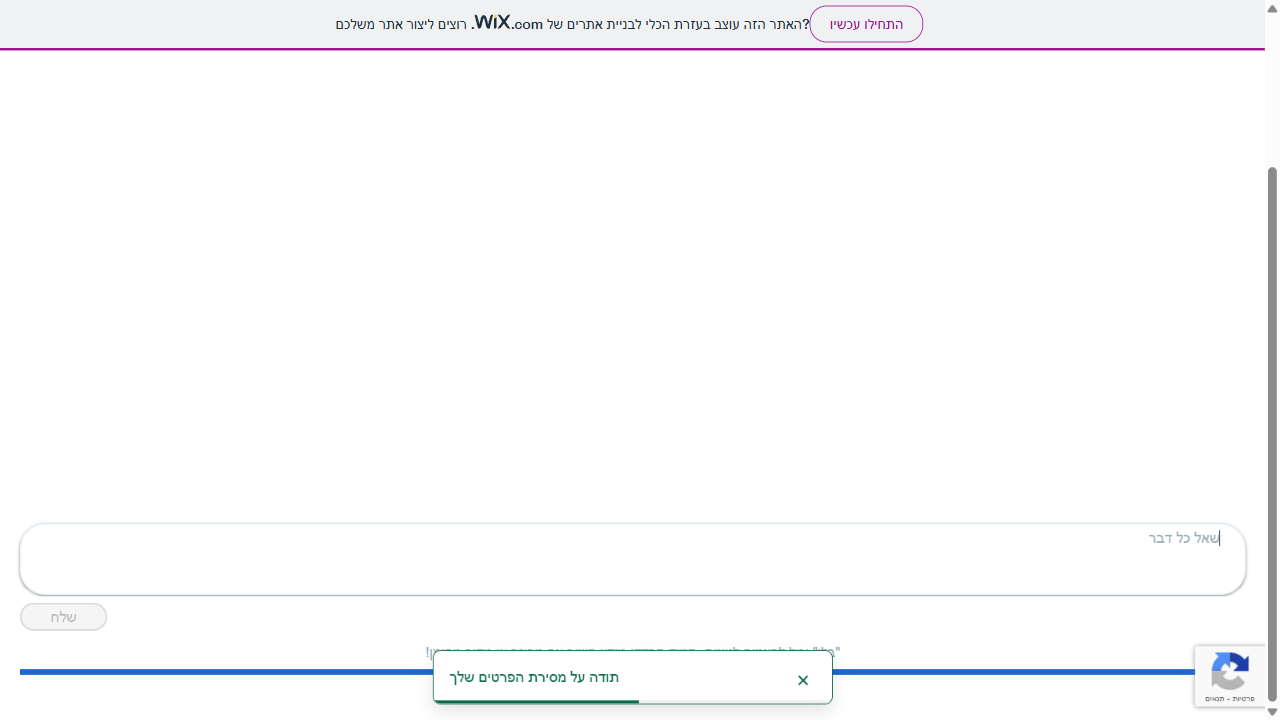 האתר הזה עוצב בעזרת הכלי לבניית אתרים של WiX.com. רוצים ליצור אתר משלכם?
התחילו עכשיו
שאל כל דבר
שלח
תודה על מסירת הפרטים שלך
פרטיות - תנאים